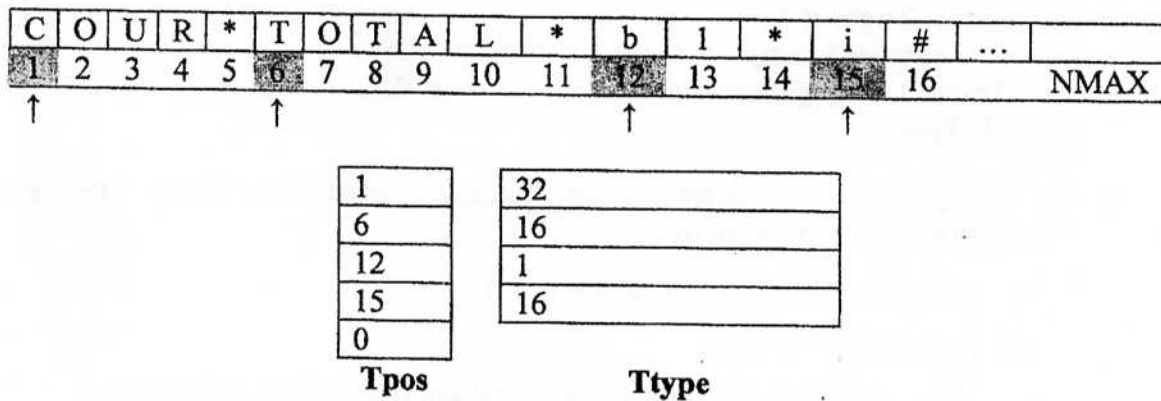 C O U R * T O T A L * b l * i # ...
1 2 3 4 5 6 7 8 9 10 11 12 13 14 15 16 NMAX
↑ ↑ ↑ ↑
1 32
6 16
12 1
15 16
0
Tpos Ttype